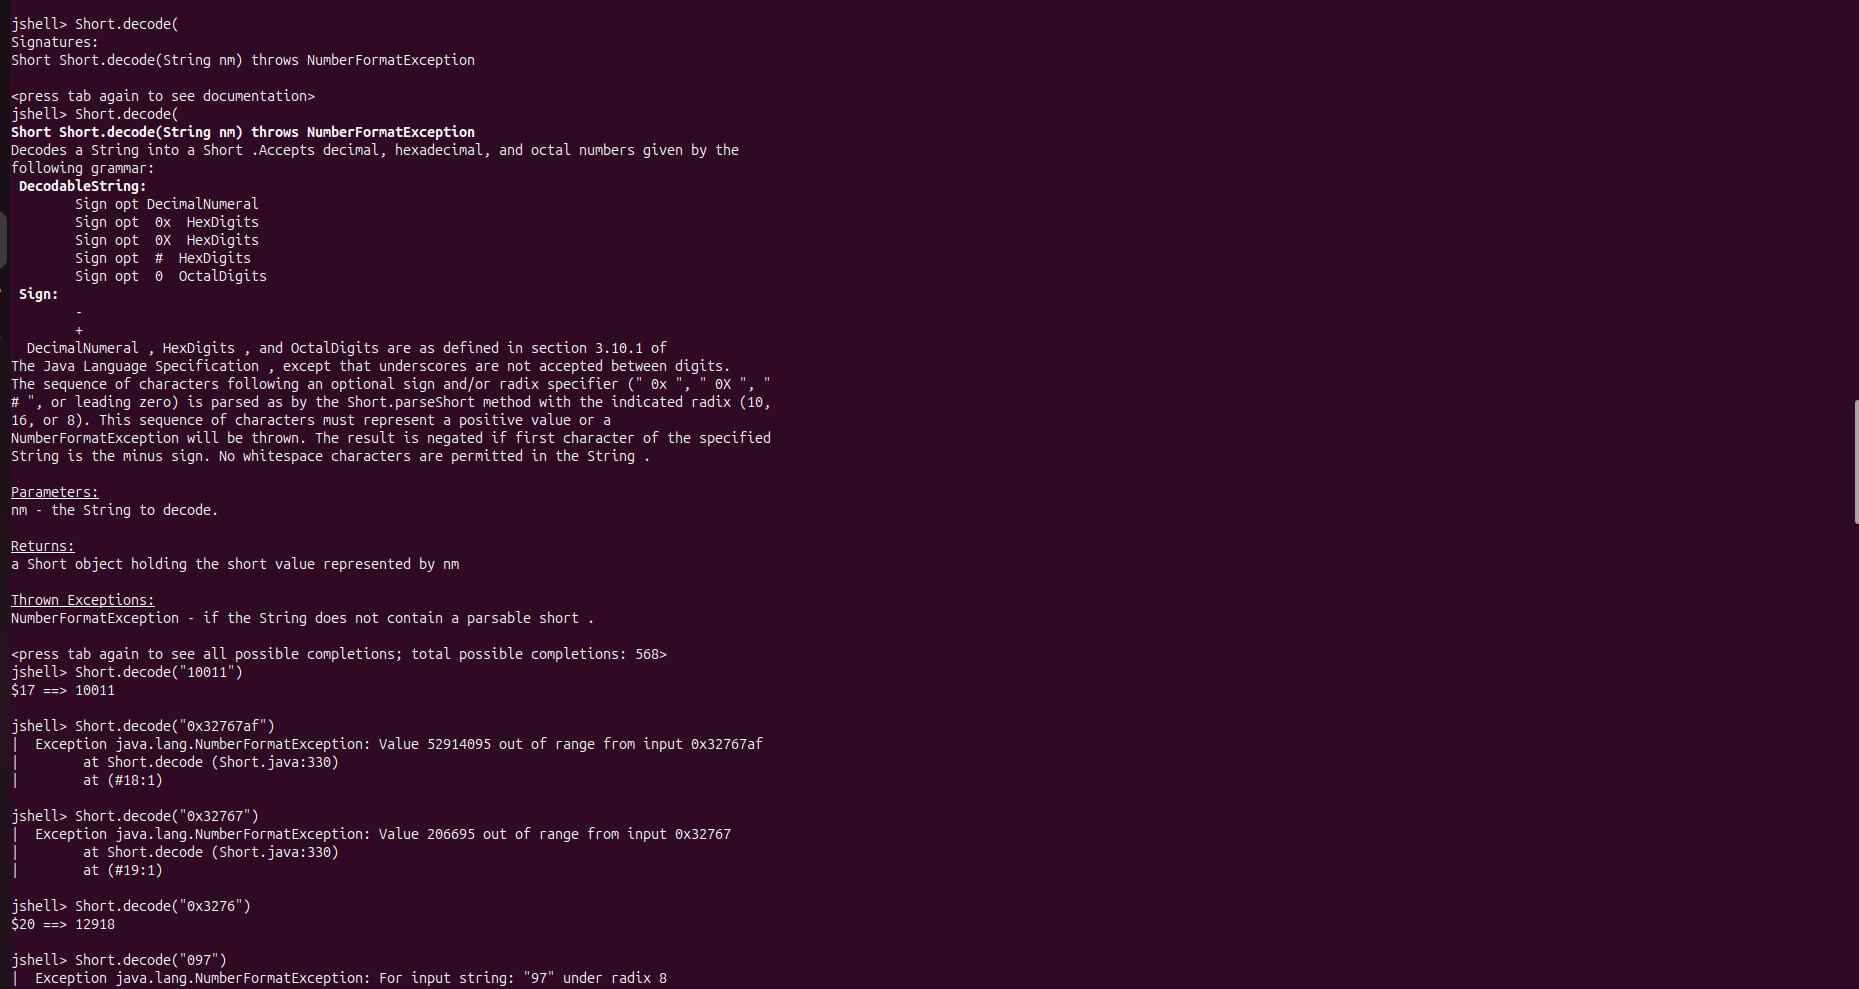 jshell> Short.decode(
Signatures:
Short Short.decode(String nm) throws NumberFormatException
<press tab again to see documentation>
jshell> Short.decode(
Short Short.decode(String nm) throws NumberFormatException
Decodes a String into a Short .Accepts decimal, hexadecimal, and octal numbers given by the
following grammar:
DecodableString:
Sign opt DecimalNumeral
Sign opt  0x  HexDigits
Sign opt  0X  HexDigits
Sign opt  #  HexDigits
Sign opt  0  OctalDigits
Sign:
-
+
DecimalNumeral , HexDigits , and OctalDigits are as defined in section 3.10.1 of
The Java Language Specification , except that underscores are not accepted between digits.
The sequence of characters following an optional sign and/or radix specifier (" 0x ", " 0X ", "
# ", or leading zero) is parsed as by the Short.parseShort method with the indicated radix (10,
16, or 8). This sequence of characters must represent a positive value or a
NumberFormatException will be thrown. The result is negated if first character of the specified
String is the minus sign. No whitespace characters are permitted in the String .
Parameters:
nm - the String to decode.
Returns:
a Short object holding the short value represented by nm
Thrown Exceptions:
NumberFormatException - if the String does not contain a parsable short .
<press tab again to see all possible completions; total possible completions: 568>
jshell> Short.decode("10011")
$17 ==> 10011
jshell> Short.decode("0x32767af")
|  Exception java.lang.NumberFormatException: Value 52914095 out of range from input 0x32767af
|        at Short.decode (Short.java:330)
|        at (#18:1)
jshell> Short.decode("0x32767")
|  Exception java.lang.NumberFormatException: Value 206695 out of range from input 0x32767
|        at Short.decode (Short.java:330)
|        at (#19:1)
jshell> Short.decode("0x3276")
$20 ==> 12918
jshell> Short.decode("097")
|  Exception java.lang.NumberFormatException: For input string: "97" under radix 8